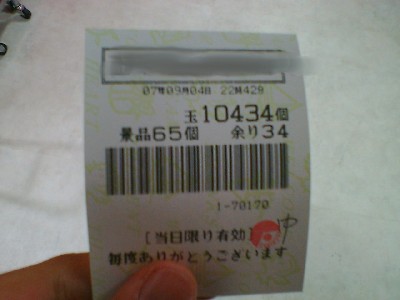 07年09月04日 22時42分
玉10434個
景品65個 余り34
1-70170
[当日限り有効]
中
毎度ありがとうございます